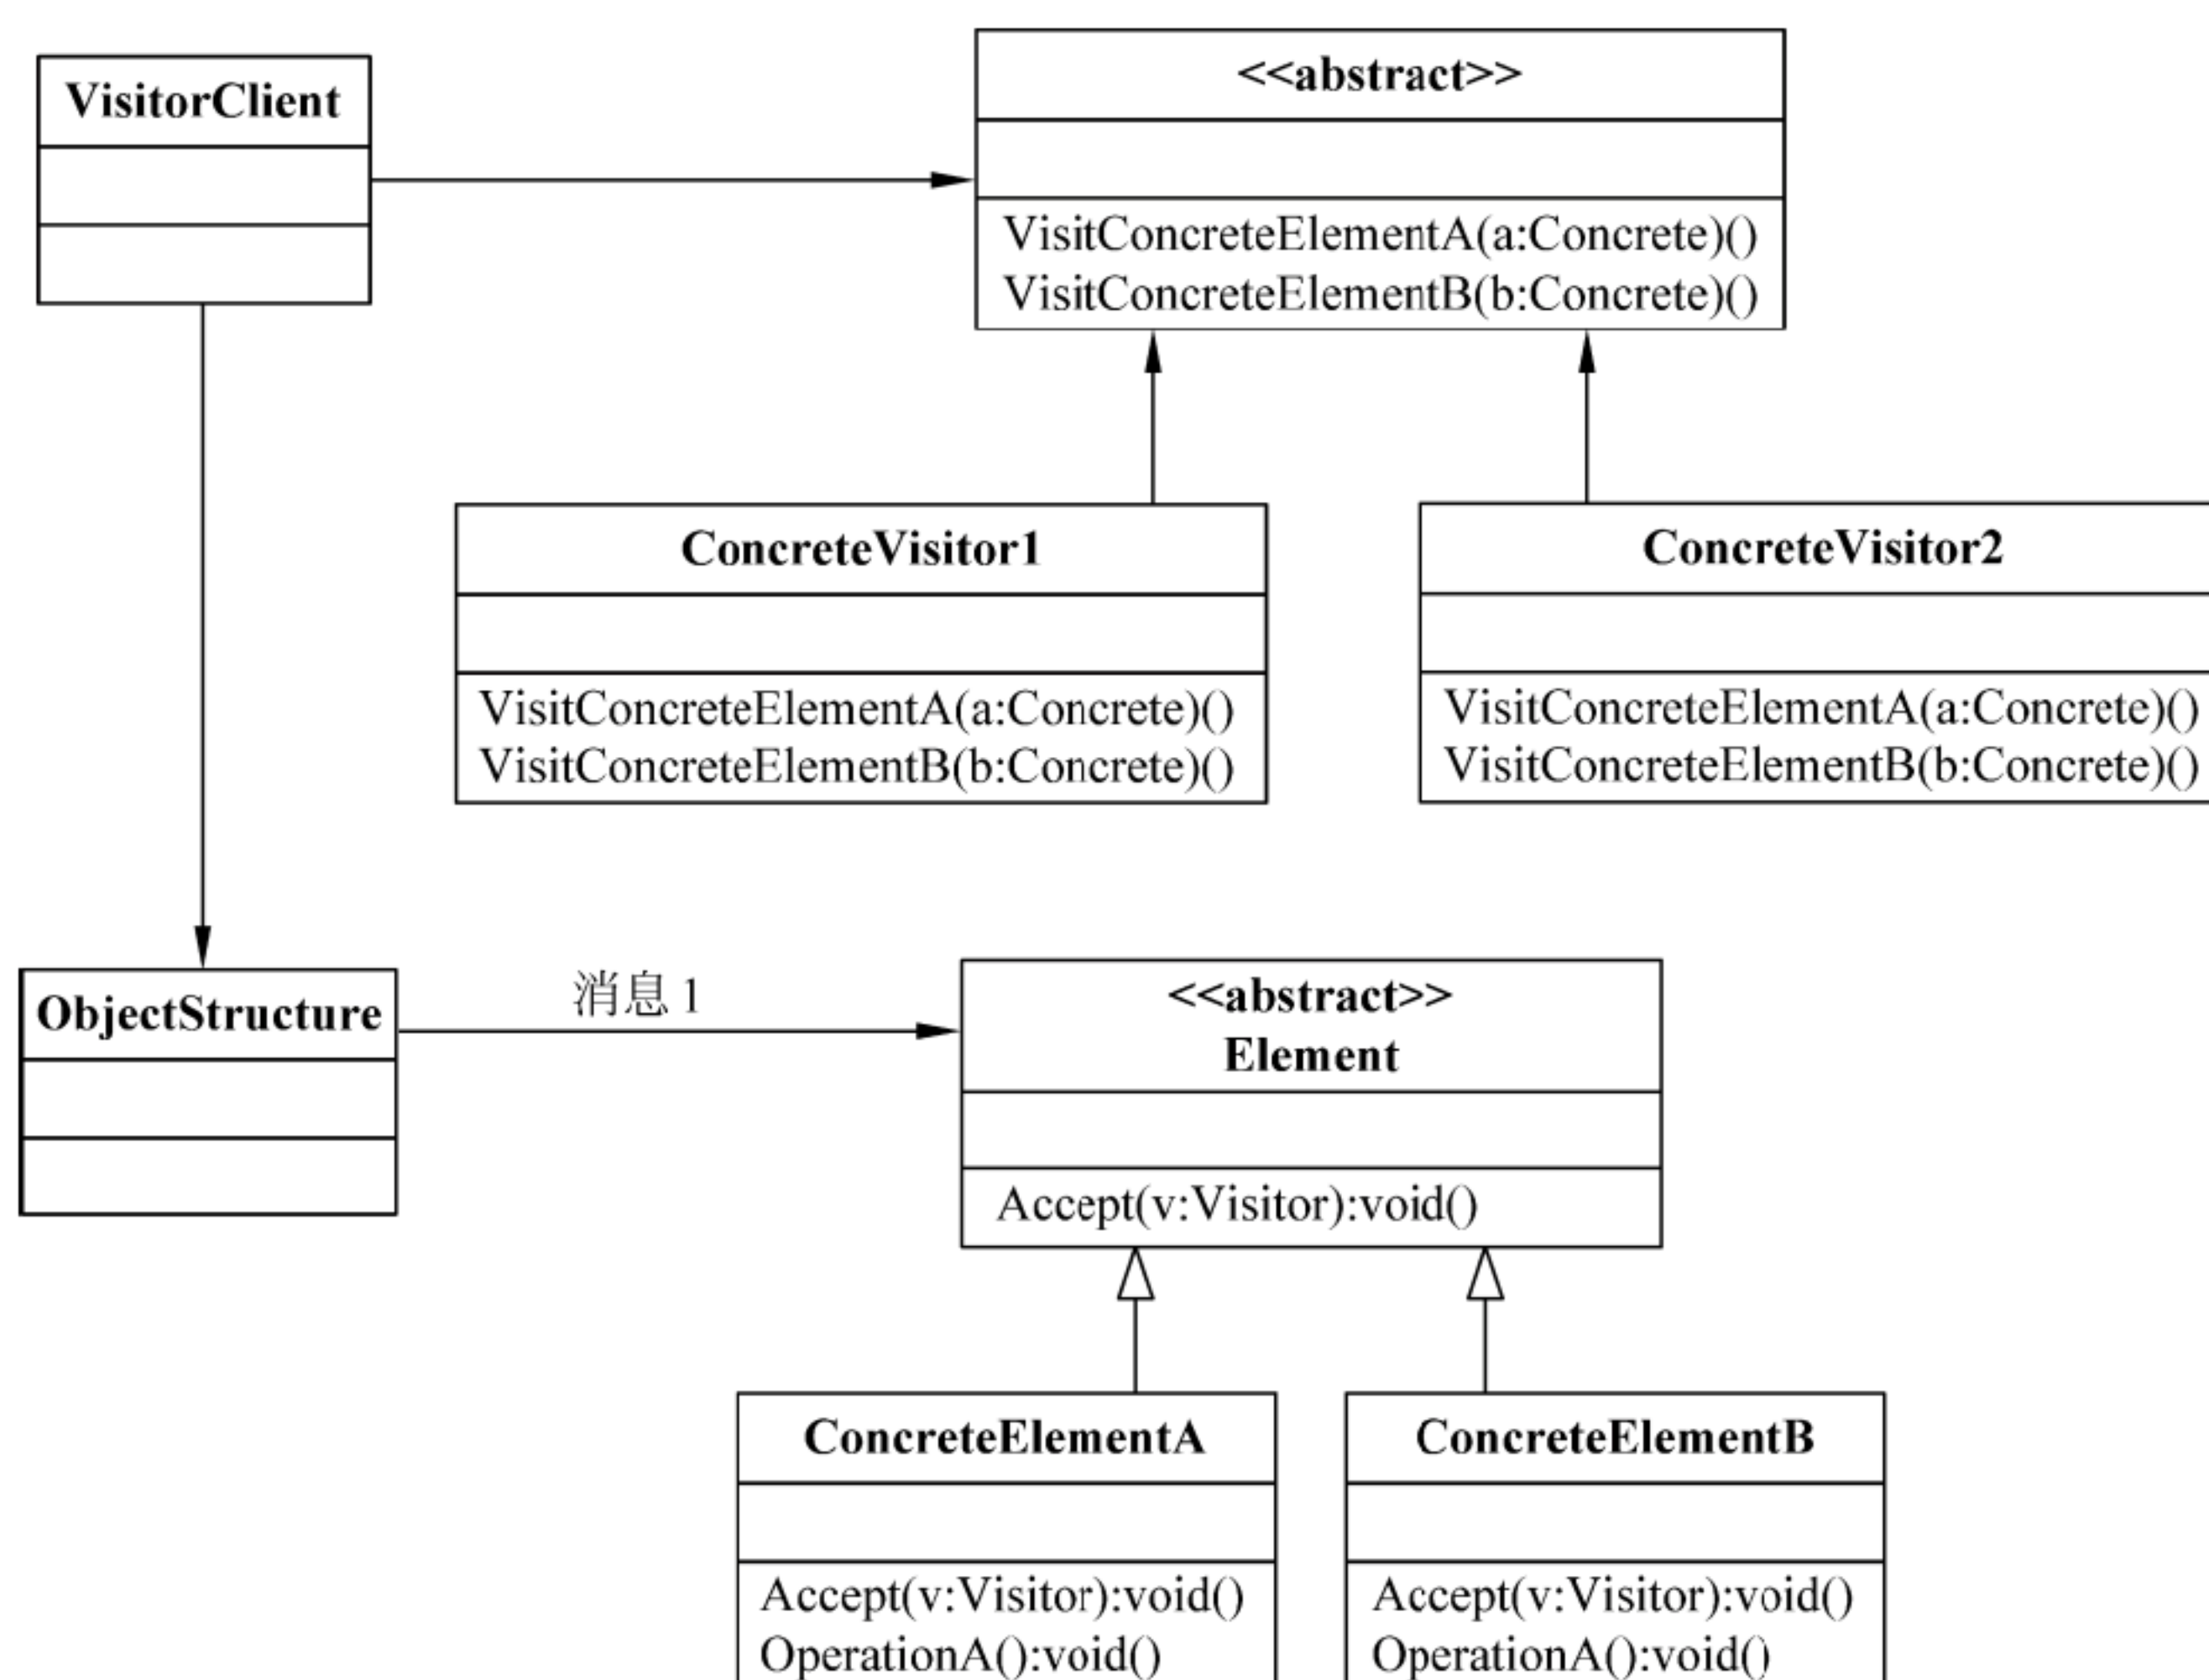 VisitorClient
<<abstract>>
VisitConcreteElementA(a:Concrete)()
VisitConcreteElementB(b:Concrete)()
ConcreteVisitor1
VisitConcreteElementA(a:Concrete)()
VisitConcreteElementB(b:Concrete)()
ConcreteVisitor2
VisitConcreteElementA(a:Concrete)()
VisitConcreteElementB(b:Concrete)()
ObjectStructure
消息 1
<<abstract>>
Element
Accept(v:Visitor):void()
ConcreteElementA
Accept(v:Visitor):void()
OperationA():void()
ConcreteElementB
Accept(v:Visitor):void()
OperationA():void()